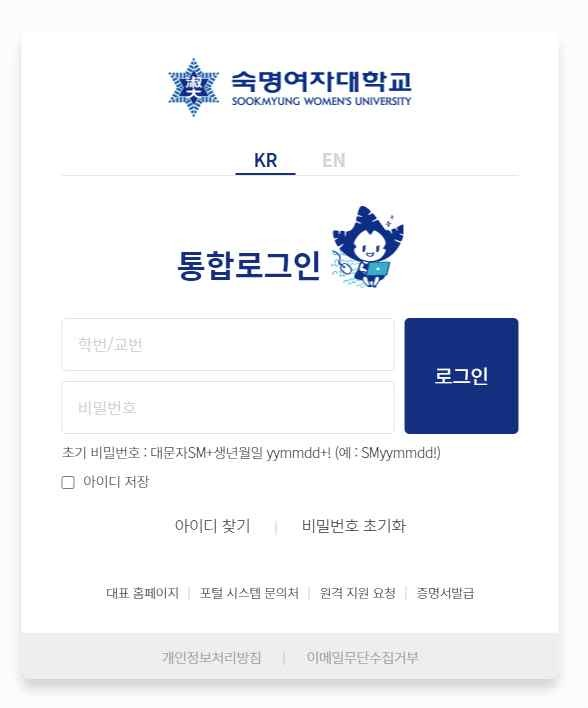 淑大
숙명여자대학교
SOOKMYUNG WOMEN'S UNIVERSITY
KR EN
통합로그인
학번/교번
비밀번호
로그인
초기 비밀번호 : 대문자SM+생년월일 yymmdd+! (예 : SMyymmdd!)
아이디 저장
아이디 찾기 | 비밀번호 초기화
대표 홈페이지 | 포털 시스템 문의처 | 원격 지원 요청 | 증명서발급
개인정보처리방침 | 이메일무단수집거부